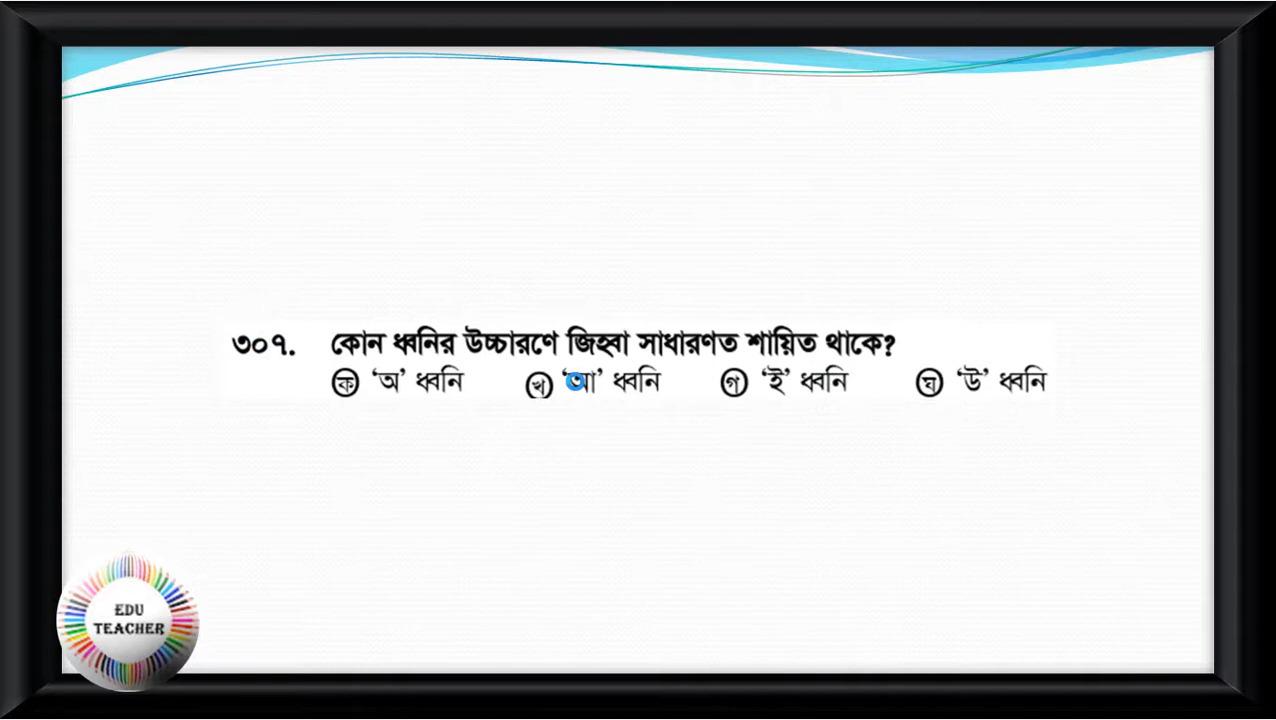 ৩০৭. কোন ধ্বনির উচ্চারণে জিহ্বা সাধারণত শায়িত থাকে?
ক 'অ' ধ্বনি খ 'আ' ধ্বনি গ 'ই' ধ্বনি ঘ 'উ' ধ্বনি
EDU
TEACHER